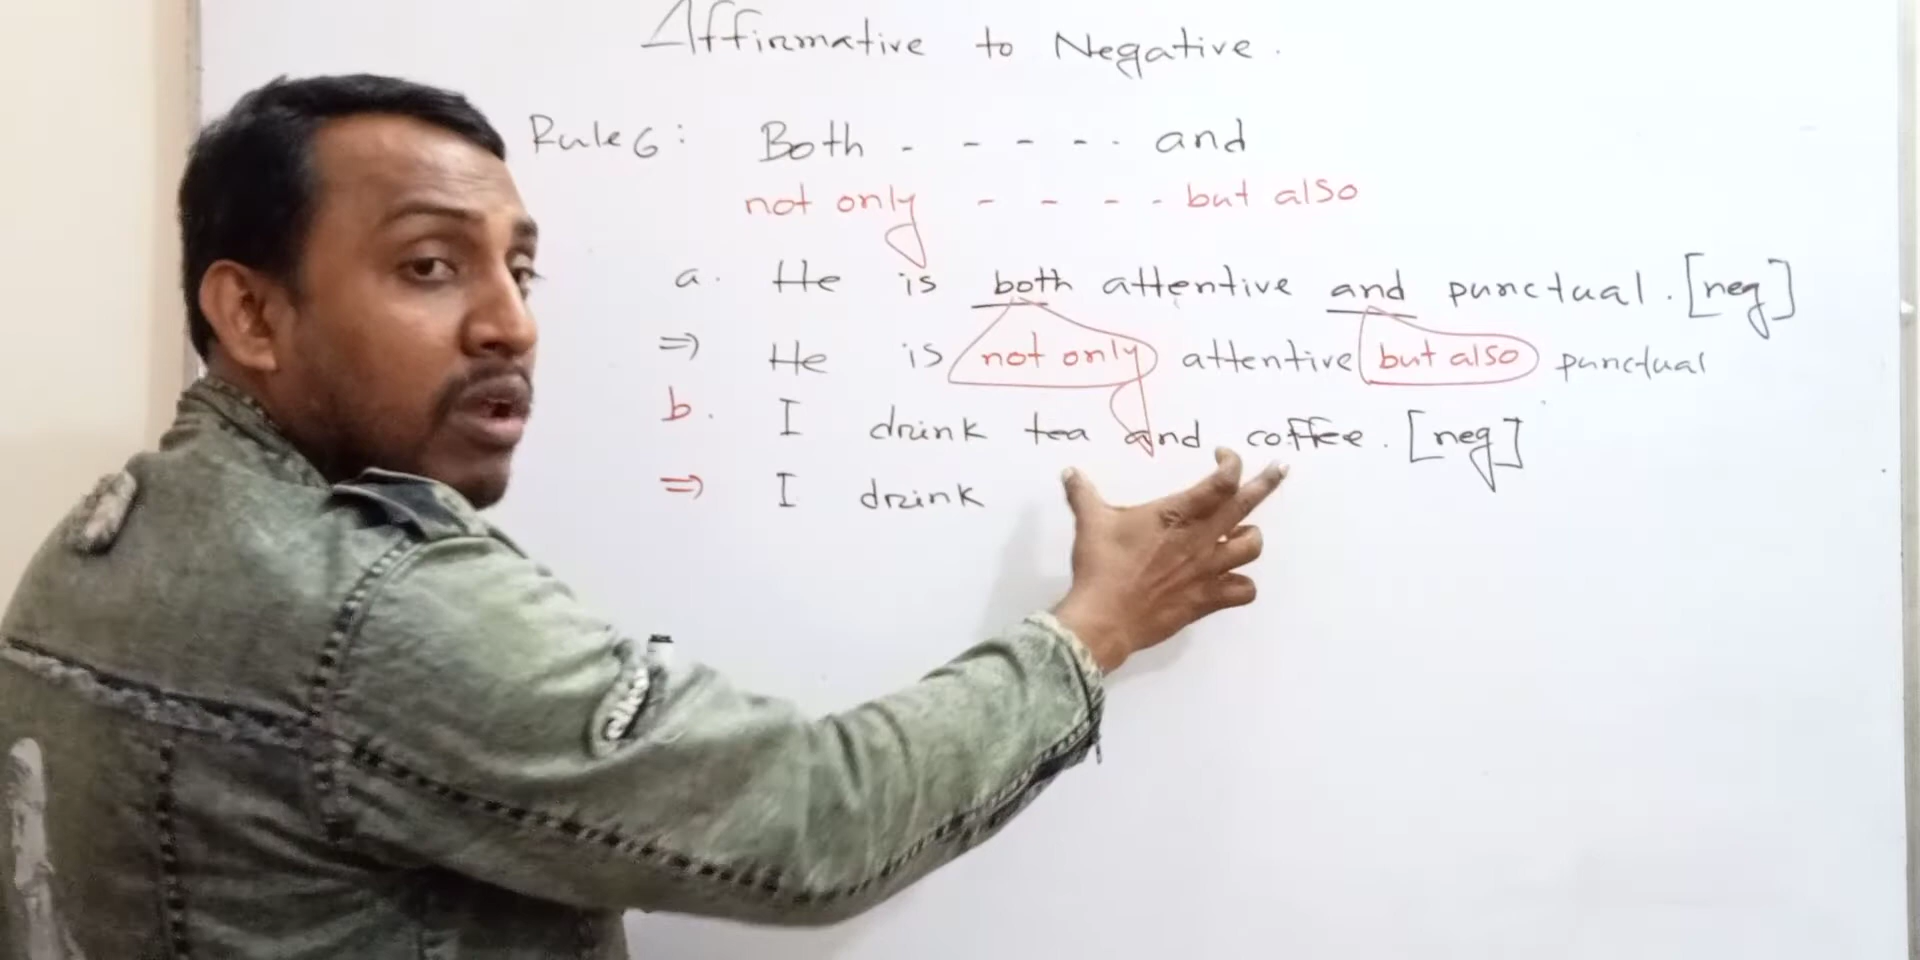 Affirmative to Negative.
Rule 6: Both - - - - - and
not only - - - - but also
a. He is both attentive and punctual. [neg]
=> He is not only attentive but also punctual
b. I drink tea and coffee. [neg]
=> I drink